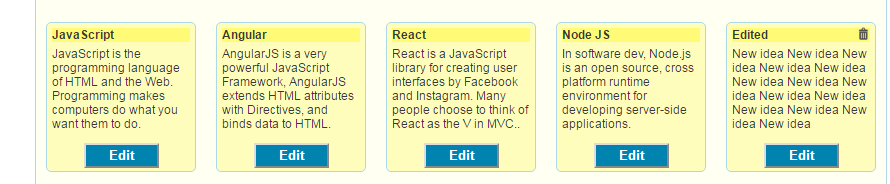 JavaScript
JavaScript is the
programming language
of HTML and the Web.
Programming makes
computers do what you
want them to do.
Edit
Angular
AngularJS is a very
powerful JavaScript
Framework, AngularJS
extends HTML attributes
with Directives, and
binds data to HTML.
Edit
React
React is a JavaScript
library for creating user
interfaces by Facebook
and Instagram. Many
people choose to think of
React as the V in MVC..
Edit
Node JS
In software dev, Node.js
is an open source, cross
platform runtime
environment for
developing server-side
applications.
Edit
Edited
New idea New idea New
idea New idea New idea
New idea New idea New
idea New idea New idea
New idea New idea New
idea New idea
Edit